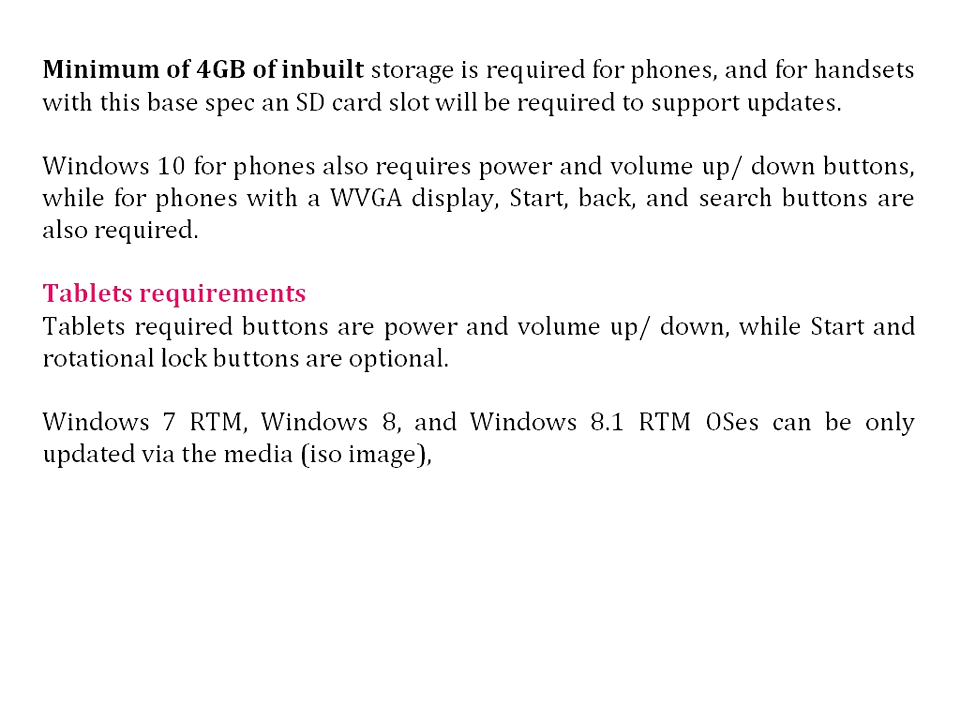 Minimum of 4GB of inbuilt storage is required for phones, and for handsets
with this base spec an SD card slot will be required to support updates.
Windows 10 for phones also requires power and volume up/ down buttons,
while for phones with a WVGA display, Start, back, and search buttons are
also required.
Tablets requirements
Tablets required buttons are power and volume up/ down, while Start and
rotational lock buttons are optional.
Windows 7 RTM, Windows 8, and Windows 8.1 RTM OSes can be only
updated via the media (iso image),